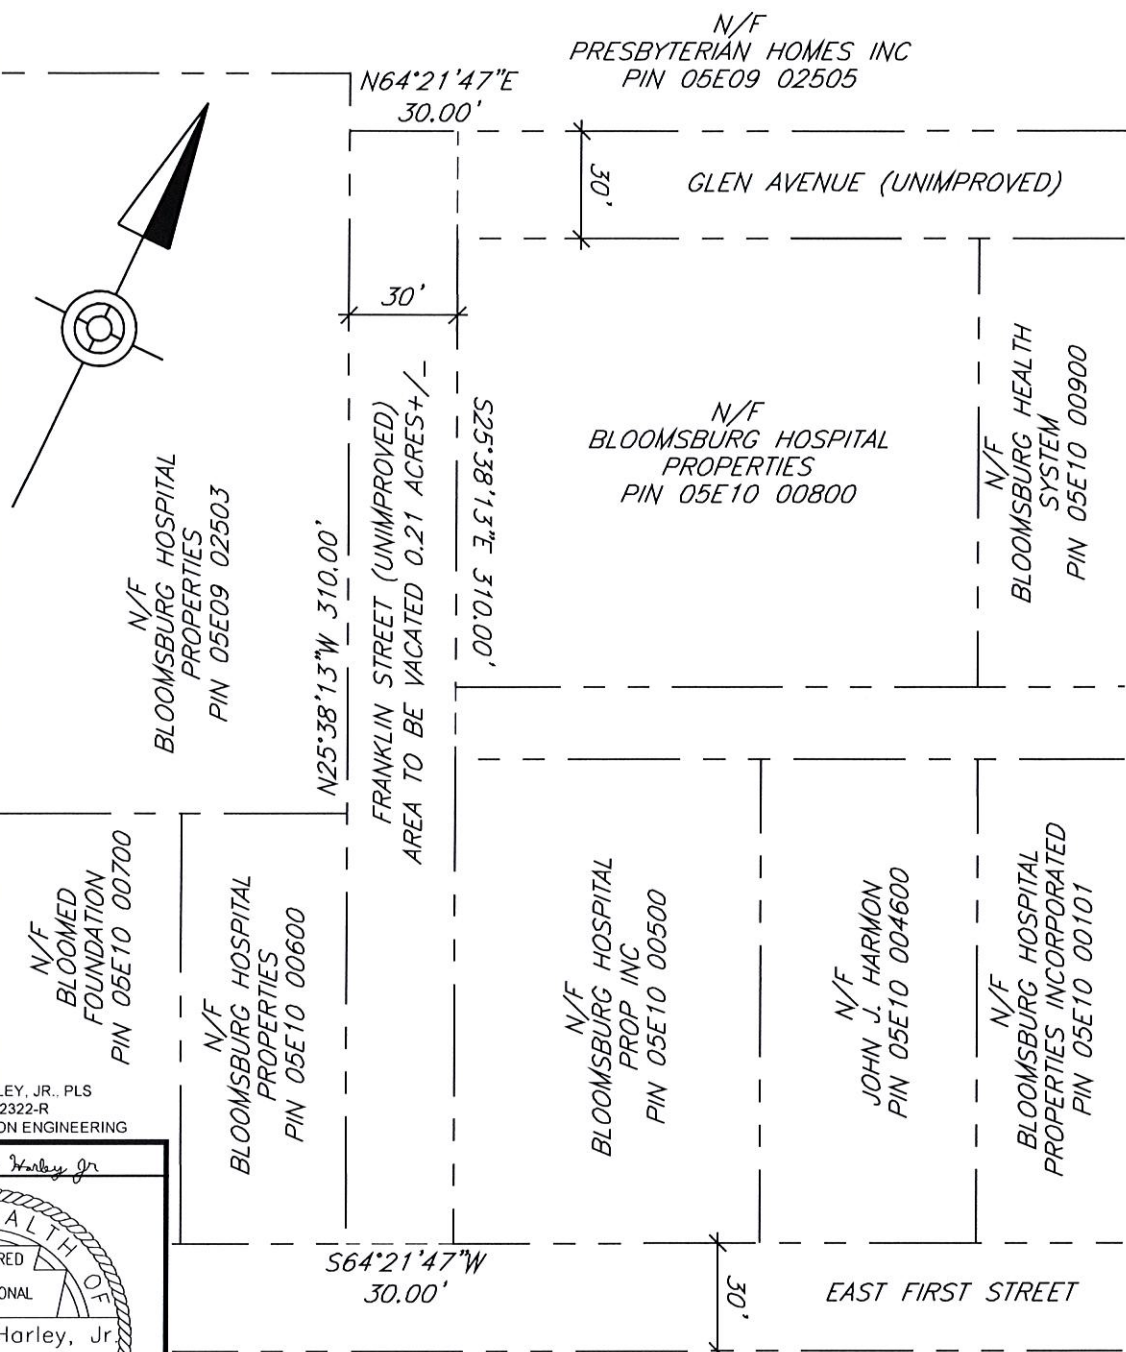 N/F
PRESBYTERIAN HOMES INC
PIN 05E09 02505
N64°21'47"E
30.00'
30'
GLEN AVENUE (UNIMPROVED)
30'
N/F
BLOOMSBURG HOSPITAL
PROPERTIES
PIN 05E09 02503
N25°38'13"W 310.00'
FRANKLIN STREET (UNIMPROVED)
AREA TO BE VACATED 0.21 ACRES+/-
S25°38'13"E 310.00'
N/F
BLOOMSBURG HOSPITAL
PROPERTIES
PIN 05E10 00800
N/F
BLOOMSBURG HEALTH
SYSTEM
PIN 05E10 00900
N/F
BLOOMED
FOUNDATION
PIN 05E10 00700
N/F
BLOOMSBURG HOSPITAL
PROPERTIES
PIN 05E10 00600
N/F
BLOOMSBURG HOSPITAL
PROP INC
PIN 05E10 00500
N/F
JOHN J. HARMON
PIN 05E10 004600
N/F
BLOOMSBURG HOSPITAL
PROPERTIES INCORPORATED
PIN 05E10 00101
LEY, JR., PLS
2322-R
ON ENGINEERING
Harley Jr
ALTH OF
RED
ONAL
Harley, Jr.
S64°21'47"W
30.00'
30'
EAST FIRST STREET